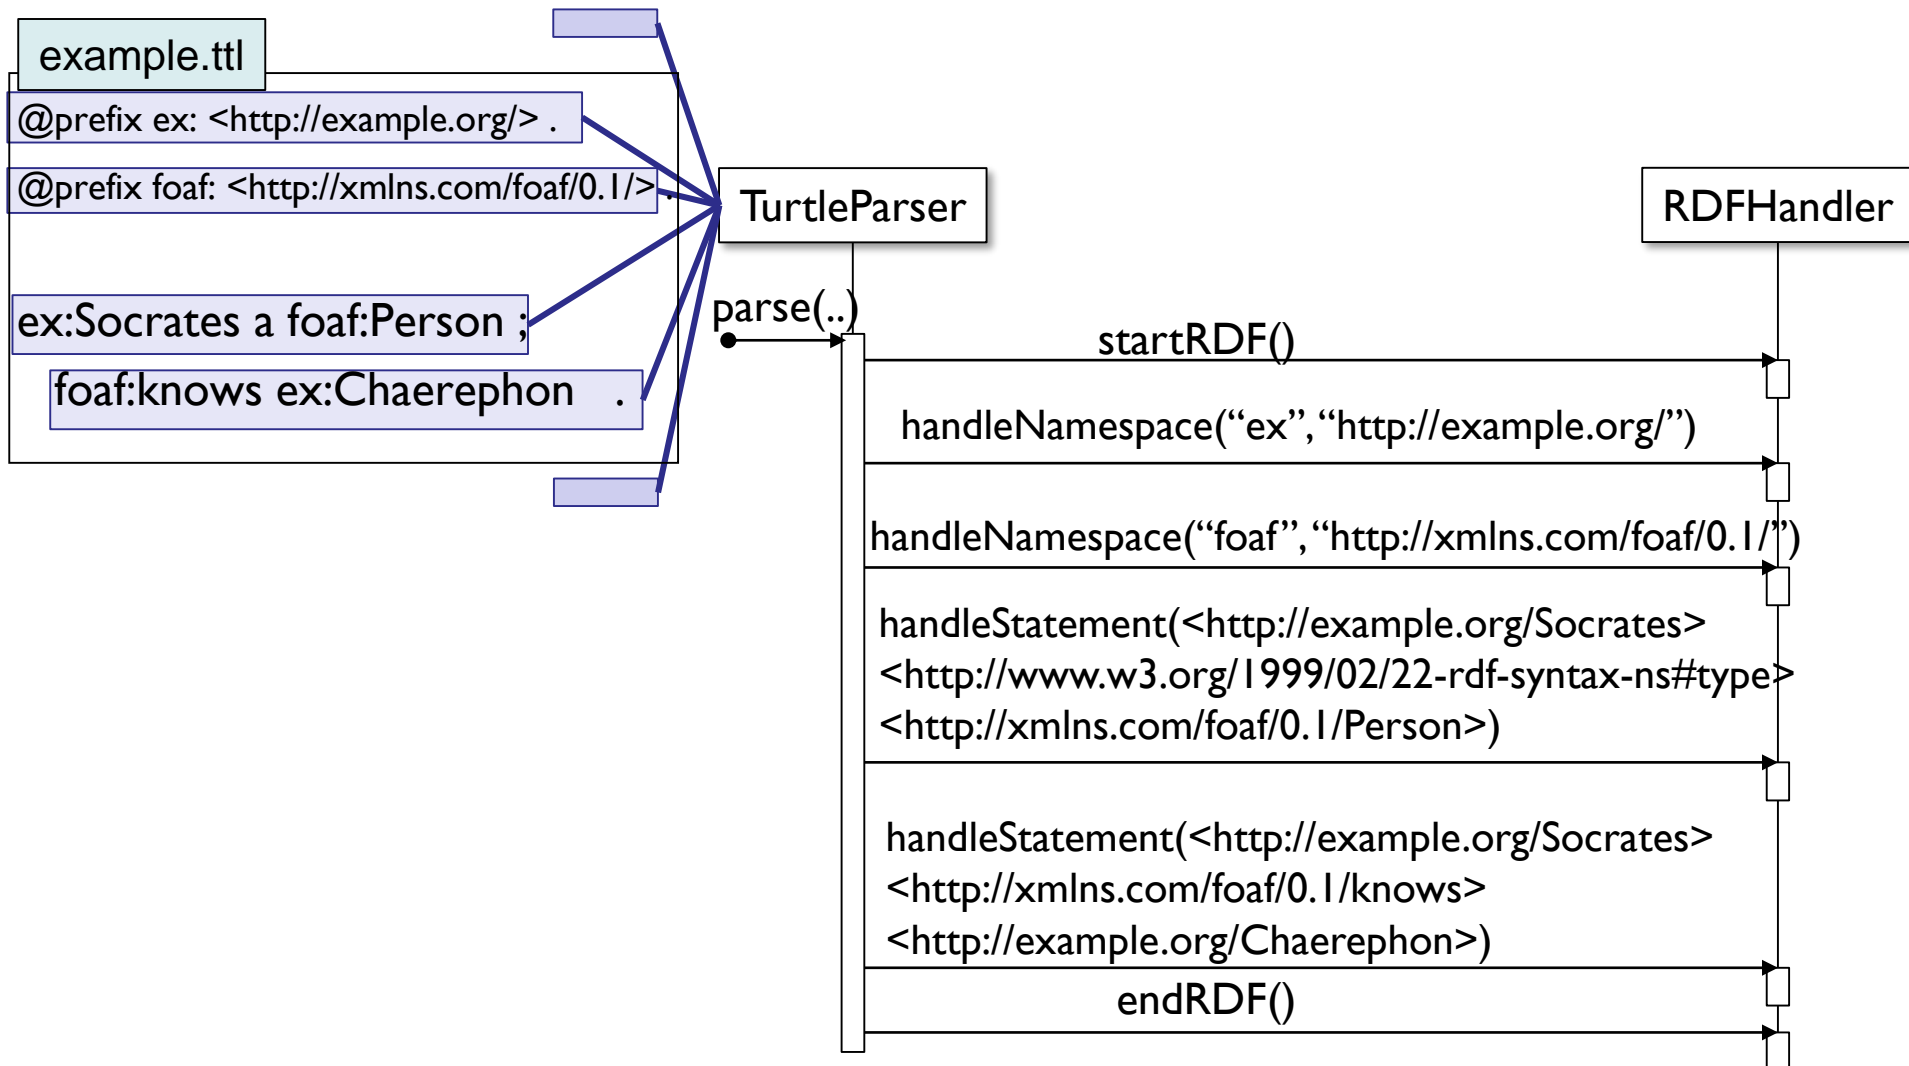 example.ttl
@prefix ex: <http://example.org/> .
@prefix foaf: <http://xmlns.com/foaf/0.1/> .
ex:Socrates a foaf:Person ;
foaf:knows ex:Chaerephon .
TurtleParser
RDFHandler
parse(..)
startRDF()
handleNamespace(“ex”,“http://example.org/”)
handleNamespace(“foaf”,“http://xmlns.com/foaf/0.1/”)
handleStatement(<http://example.org/Socrates>
<http://www.w3.org/1999/02/22-rdf-syntax-ns#type>
<http://xmlns.com/foaf/0.1/Person>)
handleStatement(<http://example.org/Socrates>
<http://xmlns.com/foaf/0.1/knows>
<http://example.org/Chaerephon>)
endRDF()